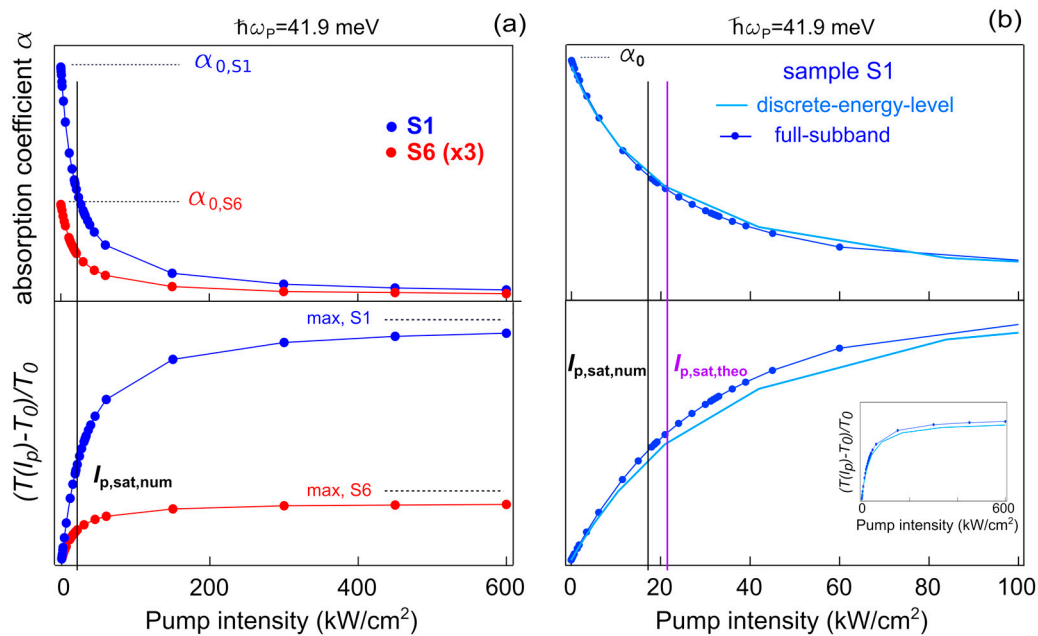 ħω_P=41.9 meV
(a)
absorption coefficient α
α_0,S1
S1
S6 (x3)
α_0,S6
(T(I_p)-T_0)/T_0
max, S1
I_p,sat,num
max, S6
0 200 400 600
Pump intensity (kW/cm²)
ħω_P=41.9 meV
(b)
α_0
sample S1
discrete-energy-level
full-subband
I_p,sat,num
I_p,sat,theo
(T(I_p)-T_0)/T_0
0 600
Pump intensity (kW/cm²)
0 20 40 60 80 100
Pump intensity (kW/cm²)